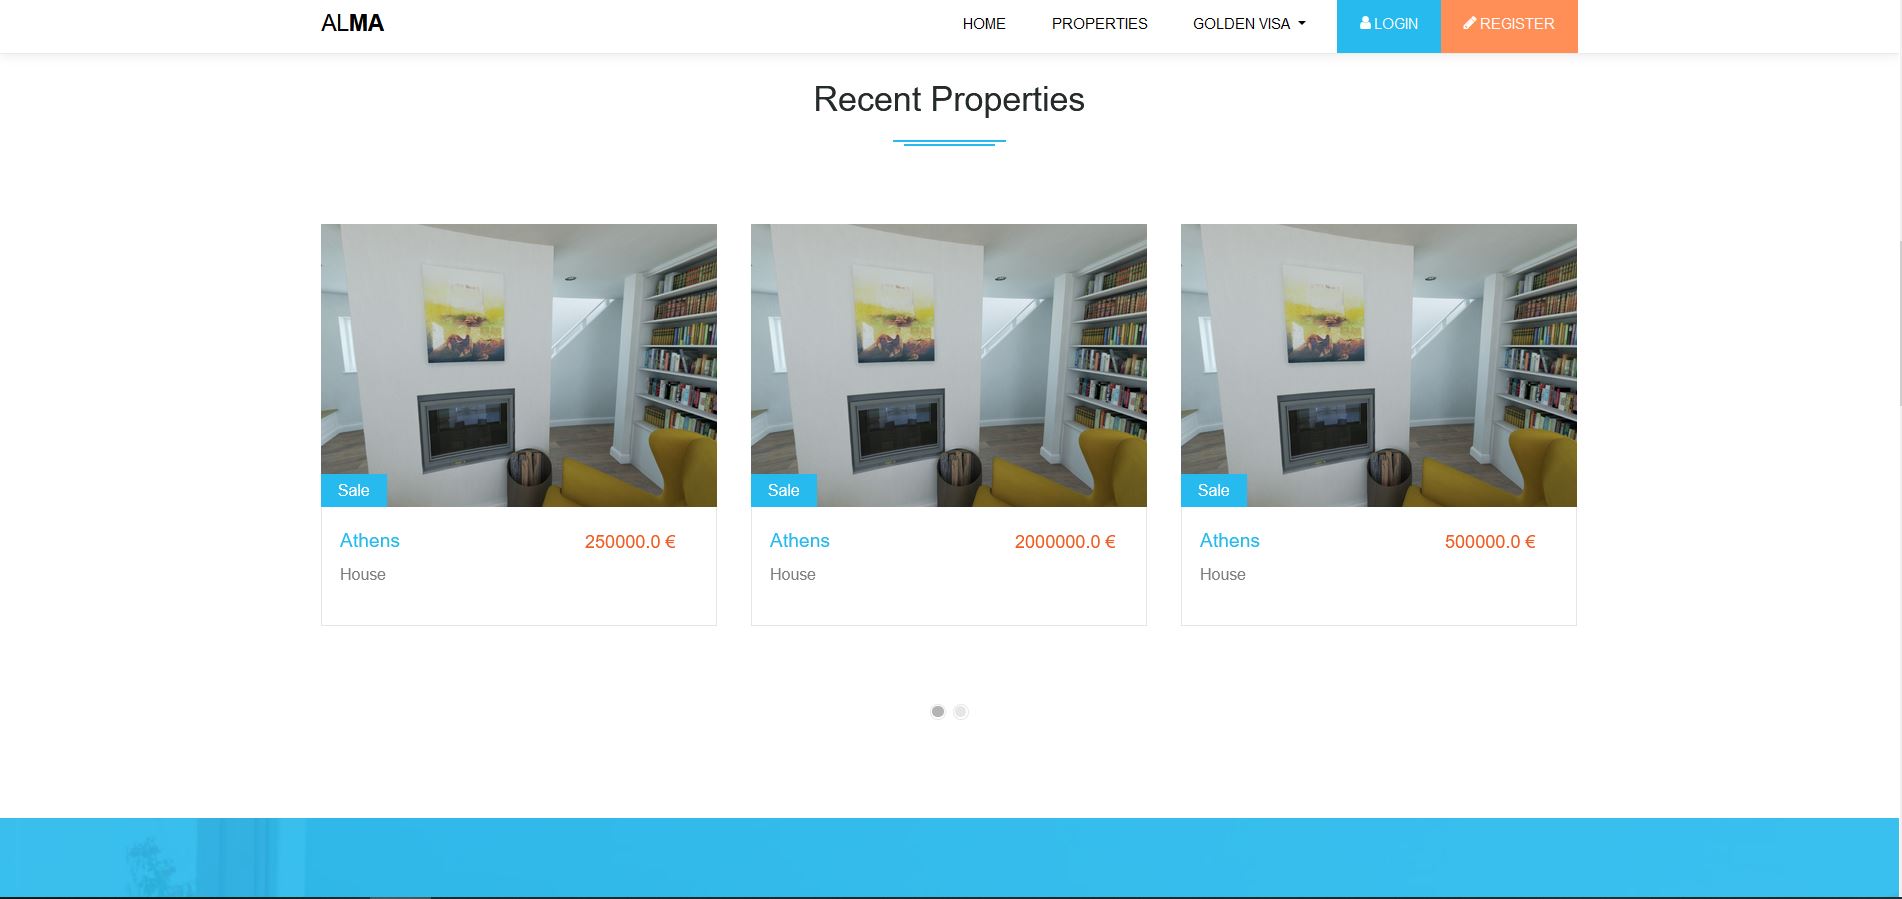 ALMA
HOME
PROPERTIES
GOLDEN VISA
LOGIN
REGISTER
Recent Properties
Sale
Athens
250000.0 €
House
Sale
Athens
2000000.0 €
House
Sale
Athens
500000.0 €
House